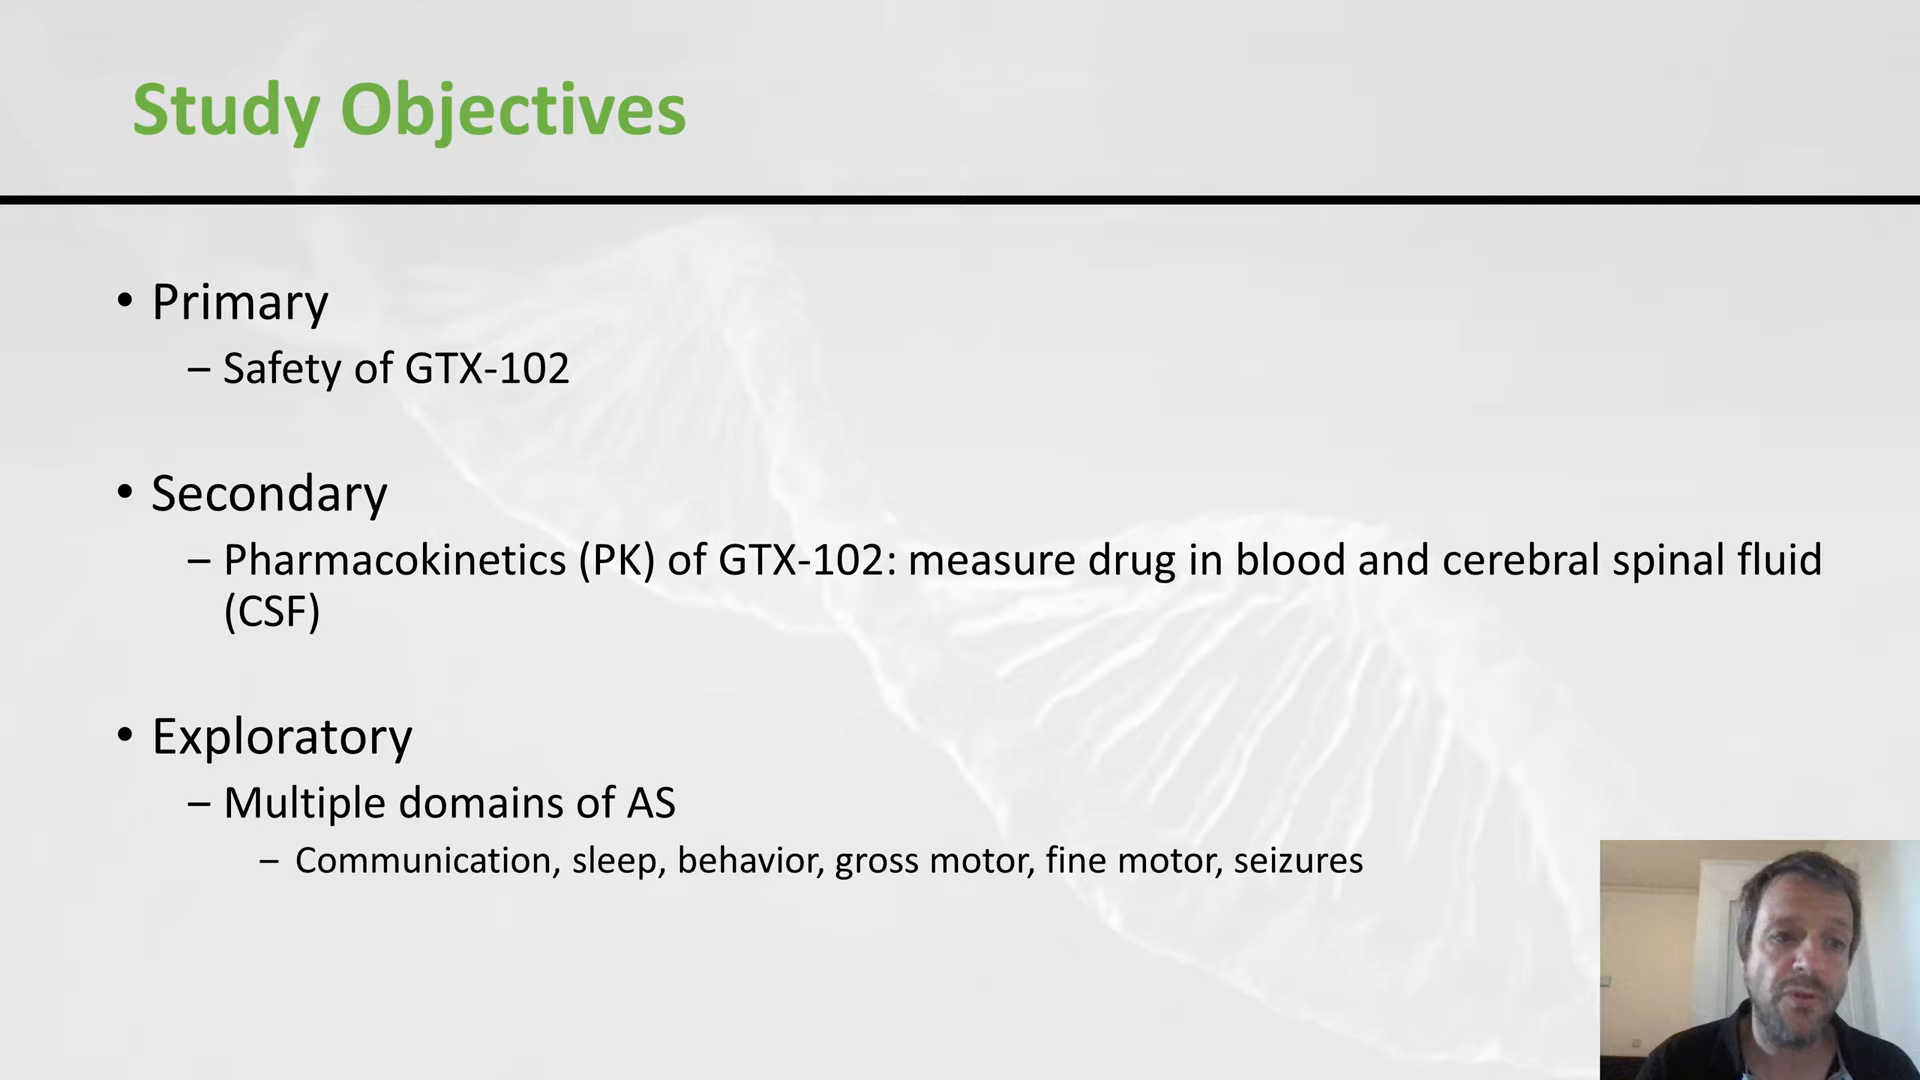 Study Objectives
• Primary
– Safety of GTX-102
• Secondary
– Pharmacokinetics (PK) of GTX-102: measure drug in blood and cerebral spinal fluid
(CSF)
• Exploratory
– Multiple domains of AS
– Communication, sleep, behavior, gross motor, fine motor, seizures